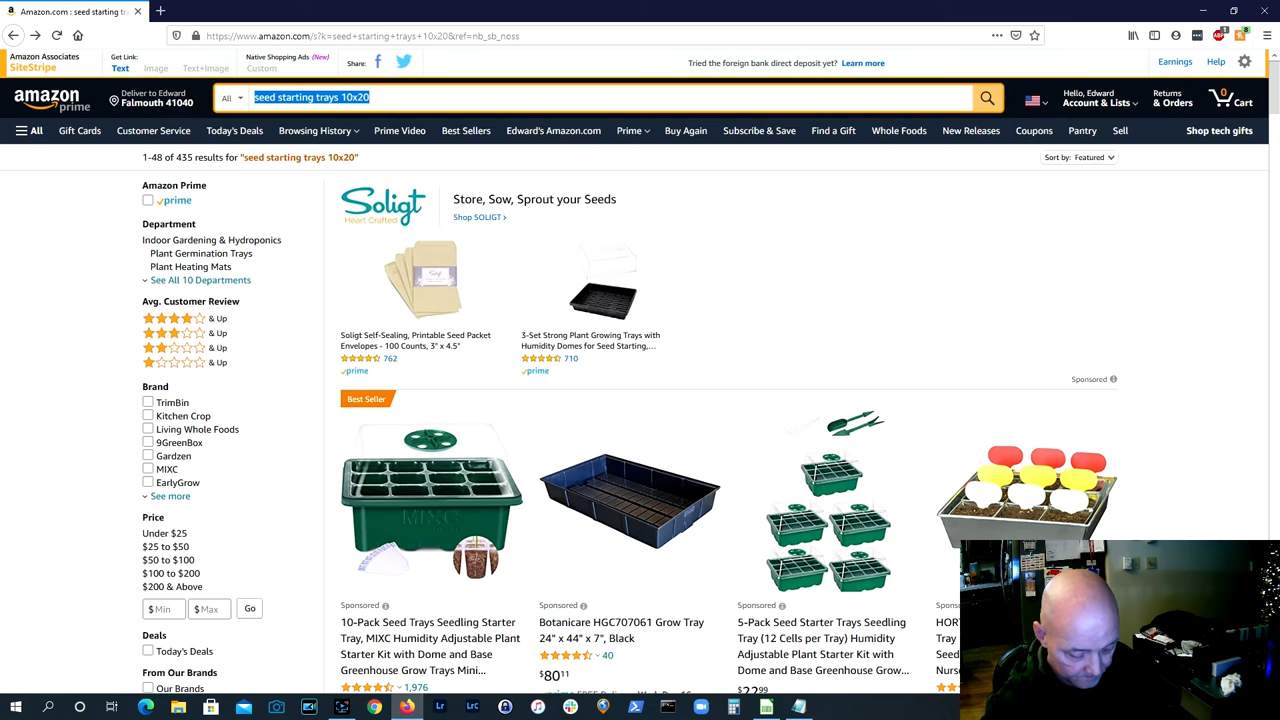 Amazon.com : seed starting tra
https://www.amazon.com/s?k=seed+starting+trays+10x20&ref=nb_sb_noss
Amazon Associates
SiteStripe
Get Link:
Text Image Text+Image
Native Shopping Ads (New)
Custom
Share:
Tried the foreign bank direct deposit yet? Learn more
Earnings Help
amazon
prime
Deliver to Edward
Falmouth 41040
All
seed starting trays 10x20
Hello, Edward
Account & Lists
Returns
& Orders
0
Cart
All Gift Cards Customer Service Today's Deals Browsing History Prime Video Best Sellers Edward's Amazon.com Prime Buy Again Subscribe & Save Find a Gift Whole Foods New Releases Coupons Pantry Sell Shop tech gifts
1-48 of 435 results for "seed starting trays 10x20"
Sort by: Featured
Amazon Prime
prime
Department
Indoor Gardening & Hydroponics
Plant Germination Trays
Plant Heating Mats
See All 10 Departments
Avg. Customer Review
& Up
& Up
& Up
& Up
Brand
TrimBin
Kitchen Crop
Living Whole Foods
9GreenBox
Gardzen
MIXC
EarlyGrow
See more
Price
Under $25
$25 to $50
$50 to $100
$100 to $200
$200 & Above
$ Min $ Max Go
Deals
Today's Deals
From Our Brands
Our Brands
Soligt
Heart Crafted
Store, Sow, Sprout your Seeds
Shop SOLIGT ›
Soligt Self-Sealing, Printable Seed Packet
Envelopes - 100 Counts, 3" x 4.5"
762
prime
3-Set Strong Plant Growing Trays with
Humidity Domes for Seed Starting,...
710
prime
Sponsored
Best Seller
MIXC
Sponsored
10-Pack Seed Trays Seedling Starter
Tray, MIXC Humidity Adjustable Plant
Starter Kit with Dome and Base
Greenhouse Grow Trays Mini...
1,976
Sponsored
Botanicare HGC707061 Grow Tray
24" x 44" x 7", Black
40
$8011
Sponsored
5-Pack Seed Starter Trays Seedling
Tray (12 Cells per Tray) Humidity
Adjustable Plant Starter Kit with
Dome and Base Greenhouse Grow...
$2299
Spon
HOR
Tray
Seed
Nurs